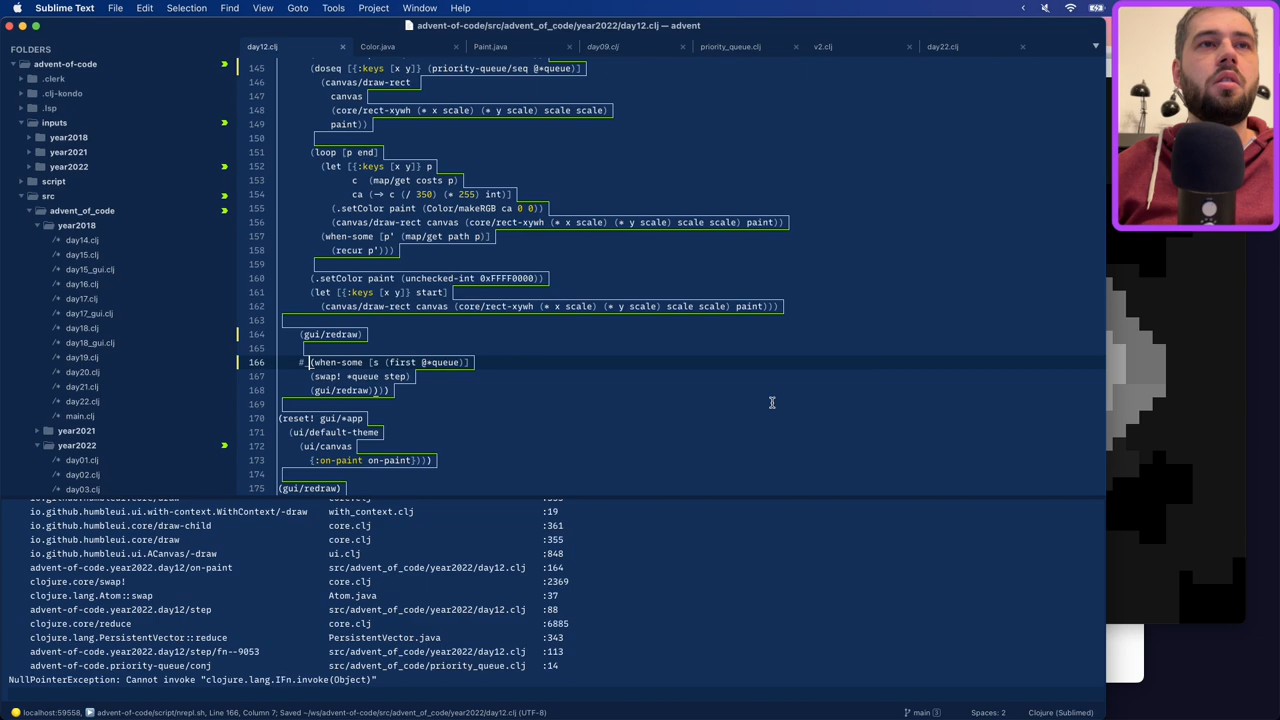 Sublime Text File Edit Selection Find View Goto Tools Project Window Help
advent-of-code/src/advent_of_code/year2022/day12.clj — advent
FOLDERS
advent-of-code
.clerk
.clj-kondo
.lsp
inputs
year2018
year2021
year2022
script
src
advent_of_code
year2018
day14.clj
day15.clj
day15_gui.clj
day16.clj
day17.clj
day17_gui.clj
day18.clj
day18_gui.clj
day19.clj
day20.clj
day21.clj
day22.clj
main.clj
year2021
year2022
day01.clj
day02.clj
day03.clj
day12.clj Color.java Paint.java day09.clj priority_queue.clj v2.clj day22.clj
145 (doseq [{:keys [x y]} (priority-queue/seq @*queue)]
146 (canvas/draw-rect
147 canvas
148 (core/rect-xywh (* x scale) (* y scale) scale scale)
149 paint))
150
151 (loop [p end]
152 (let [{:keys [x y]} p
153 c (map/get costs p)
154 ca (-> c (/ 350) (* 255) int)]
155 (.setColor paint (Color/makeRGB ca 0 0))
156 (canvas/draw-rect canvas (core/rect-xywh (* x scale) (* y scale) scale scale) paint))
157 (when-some [p' (map/get path p)]
158 (recur p')))
159
160 (.setColor paint (unchecked-int 0xFFFF0000))
161 (let [{:keys [x y]} start]
162 (canvas/draw-rect canvas (core/rect-xywh (* x scale) (* y scale) scale scale) paint)))
163
164 (gui/redraw)
165
166 #_(when-some [s (first @*queue)]
167 (swap! *queue step)
168 (gui/redraw))))
169
170 (reset! gui/*app
171 (ui/default-theme
172 (ui/canvas
173 {:on-paint on-paint})))
174
175 (gui/redraw)
io.github.humbleui.ui.with-context.WithContext/-draw with_context.clj :19
io.github.humbleui.core/draw-child core.clj :361
io.github.humbleui.core/draw core.clj :355
io.github.humbleui.ui.ACanvas/-draw ui.clj :848
advent-of-code.year2022.day12/on-paint src/advent_of_code/year2022/day12.clj :164
clojure.core/swap! core.clj :2369
clojure.lang.Atom::swap Atom.java :37
advent-of-code.year2022.day12/step src/advent_of_code/year2022/day12.clj :88
clojure.core/reduce core.clj :6885
clojure.lang.PersistentVector::reduce PersistentVector.java :343
advent-of-code.year2022.day12/step/fn--9053 src/advent_of_code/year2022/day12.clj :113
advent-of-code.priority-queue/conj src/advent_of_code/priority_queue.clj :14
NullPointerException: Cannot invoke "clojure.lang.IFn.invoke(Object)"
localhost:59558, advent-of-code/script/nrepl.sh, Line 166, Column 7; Saved ~/ws/advent-of-code/src/advent_of_code/year2022/day12.clj (UTF-8) main 3 Spaces: 2 Clojure (Sublimed)